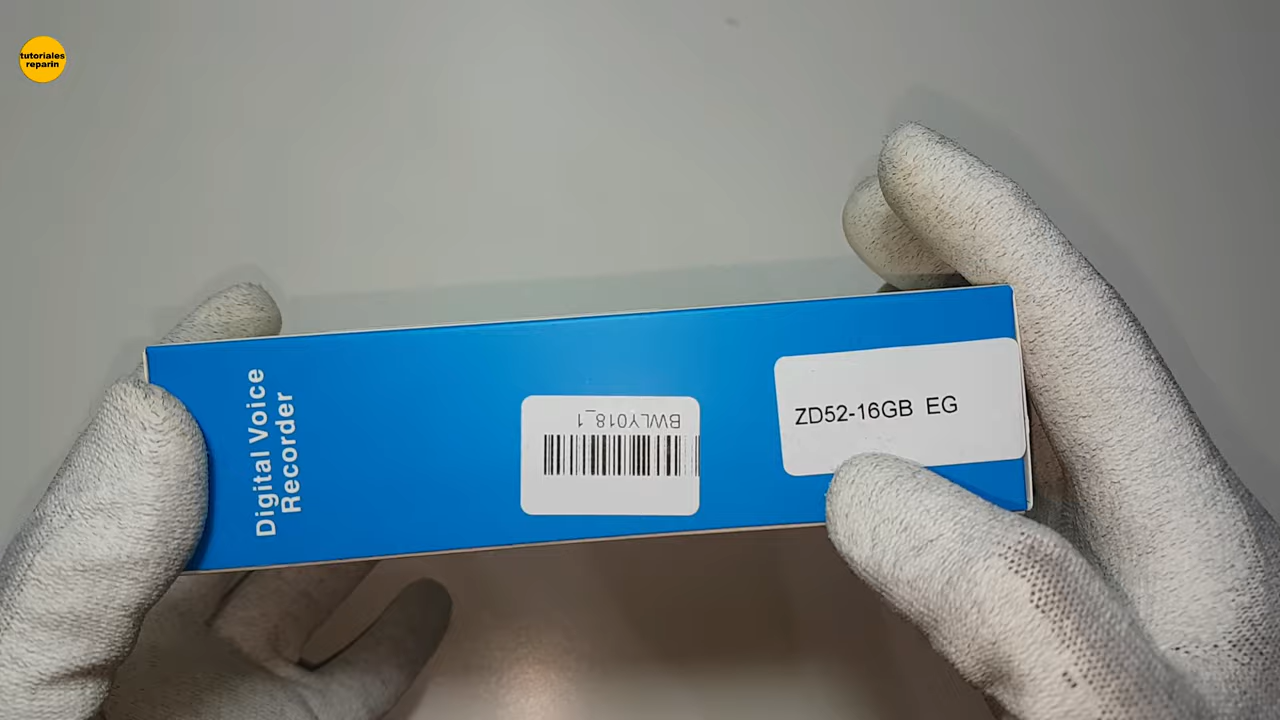 tutoriales
reparin
Digital Voice
Recorder
BWLY018_1
ZD52-16GB EG